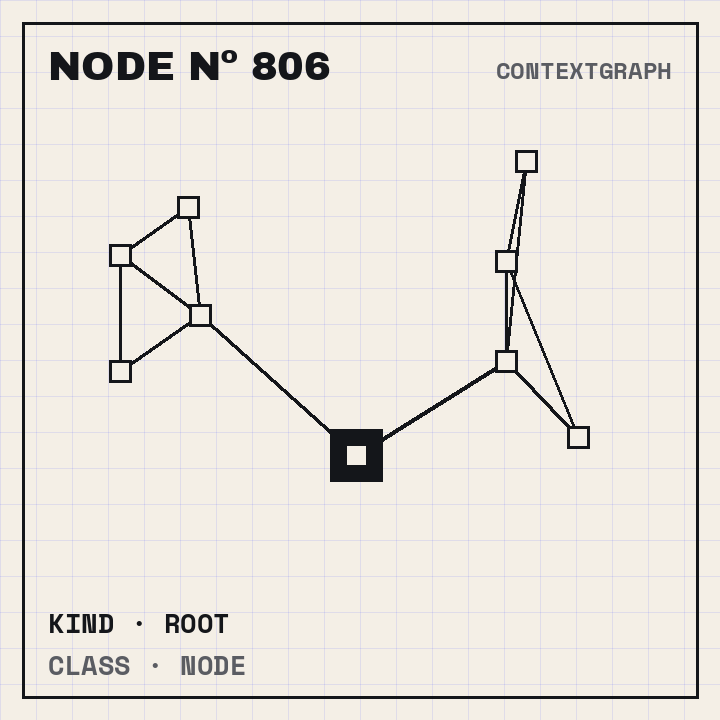 NODE Nº 806
CONTEXTGRAPH
KIND · ROOT
CLASS · NODE